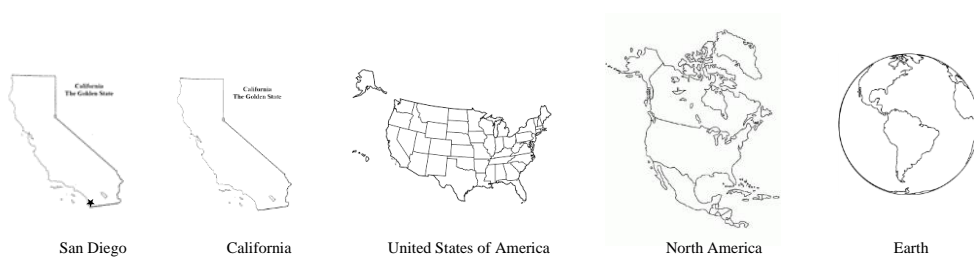 California
The Golden State
California
The Golden State
San Diego
California
United States of America
North America
Earth